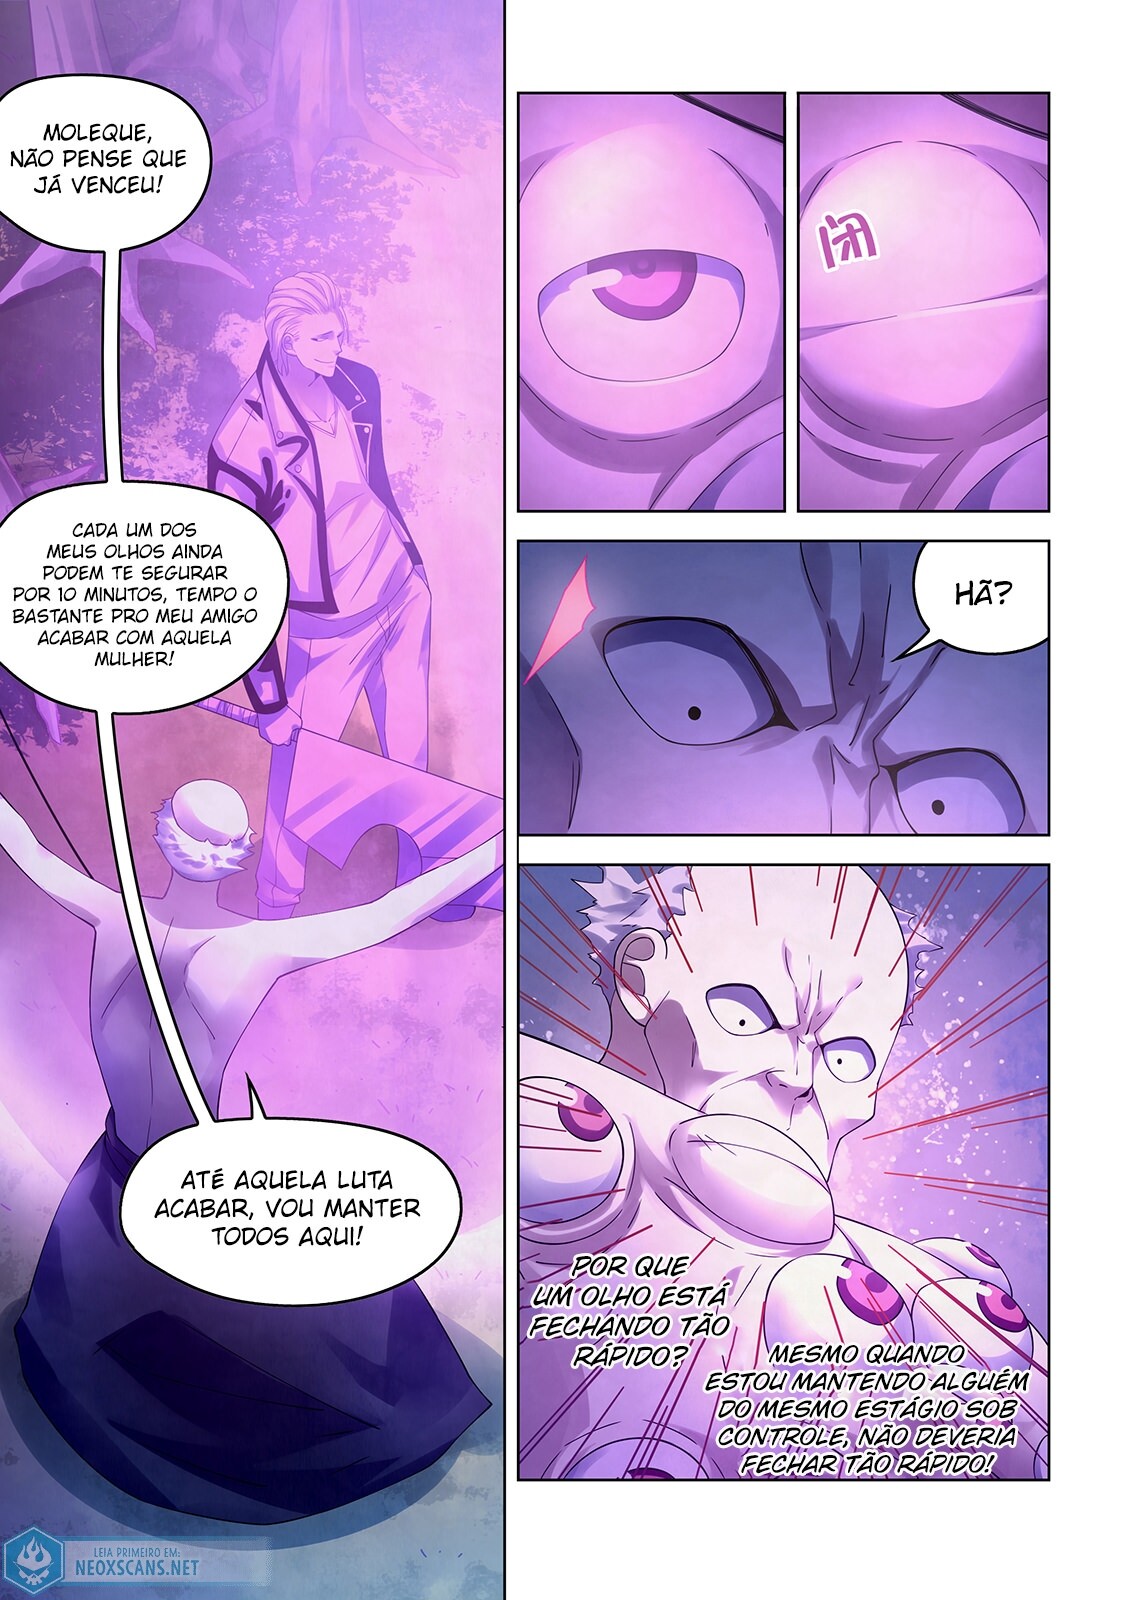 MOLEQUE,
NÃO PENSE QUE
JÁ VENCEU!
CADA UM DOS
MEUS OLHOS AINDA
PODEM TE SEGURAR
POR 10 MINUTOS, TEMPO O
BASTANTE PRO MEU AMIGO
ACABAR COM AQUELA
MULHER!
ATÉ AQUELA LUTA
ACABAR, VOU MANTER
TODOS AQUI!
闭
HÃ?
POR QUE
UM OLHO ESTÁ
FECHANDO TÃO
RÁPIDO?
MESMO QUANDO
ESTOU MANTENDO ALGUÉM
DO MESMO ESTÁGIO SOB
CONTROLE, NÃO DEVERIA
FECHAR TÃO RÁPIDO!
LEIA PRIMEIRO EM:
NEOXSCANS.NET